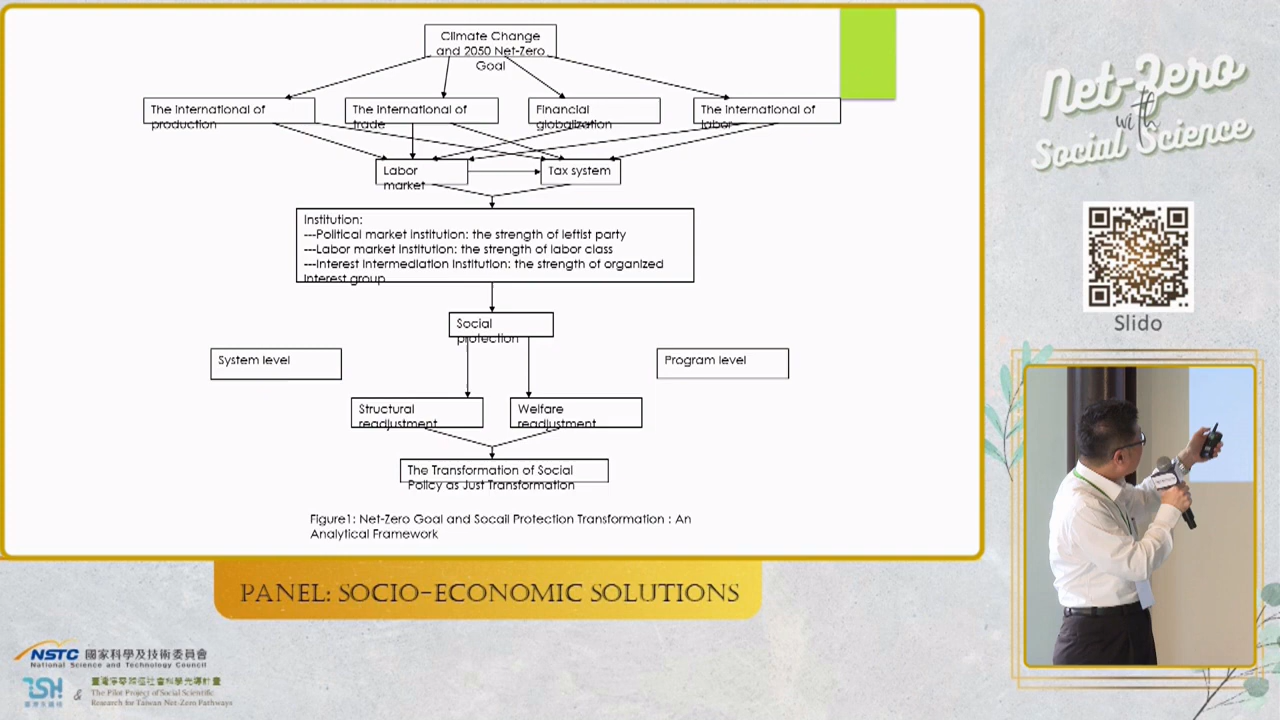 Climate Change
and 2050 Net-Zero
Goal
The international of
production
The international of
trade
Financial
globalization
The international of
labor
Labor
market
Tax system
Institution:
---Political market institution: the strength of leftist party
---Labor market institution: the strength of labor class
---Interest intermediation institution: the strength of organized
interest group
Social
protection
System level
Program level
Structural
readjustment
Welfare
readjustment
The Transformation of Social
Policy as Just Transformation
Figure1: Net-Zero Goal and Socail Protection Transformation : An
Analytical Framework
Net-Zero
with
Social Science
Slido
PANEL: SOCIO-ECONOMIC SOLUTIONS
NSTC 國家科學及技術委員會
National Science and Technology Council
&
臺灣淨零路徑社會科學先導計畫
The Pilot Project of Social Scientific
Research for Taiwan Net-Zero Pathways